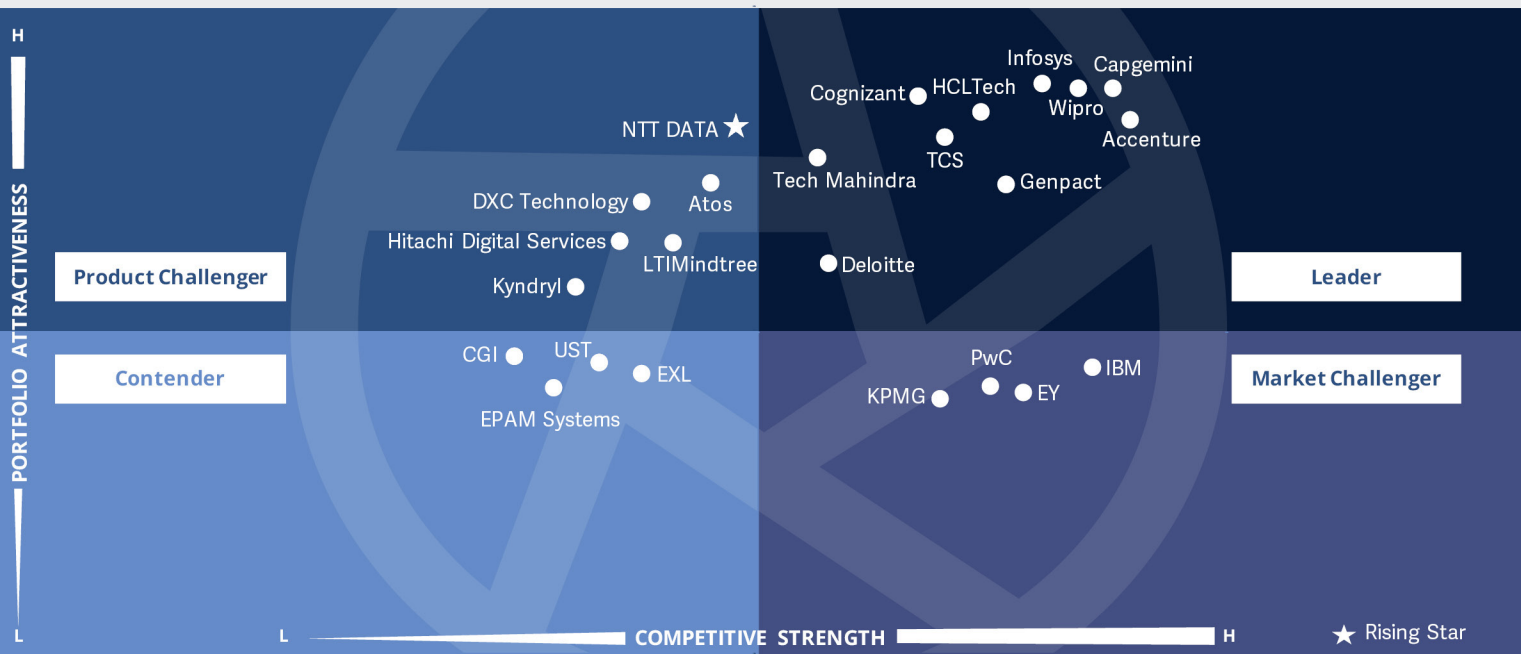 H
PORTFOLIO ATTRACTIVENESS
L
Infosys
Capgemini
Cognizant
HCLTech
Wipro
Accenture
NTT DATA
TCS
Tech Mahindra
Genpact
DXC Technology
Atos
Hitachi Digital Services
LTIMindtree
Deloitte
Kyndryl
Product Challenger
Leader
CGI
UST
EXL
EPAM Systems
PwC
IBM
KPMG
EY
Contender
Market Challenger
L
COMPETITIVE STRENGTH
H
Rising Star